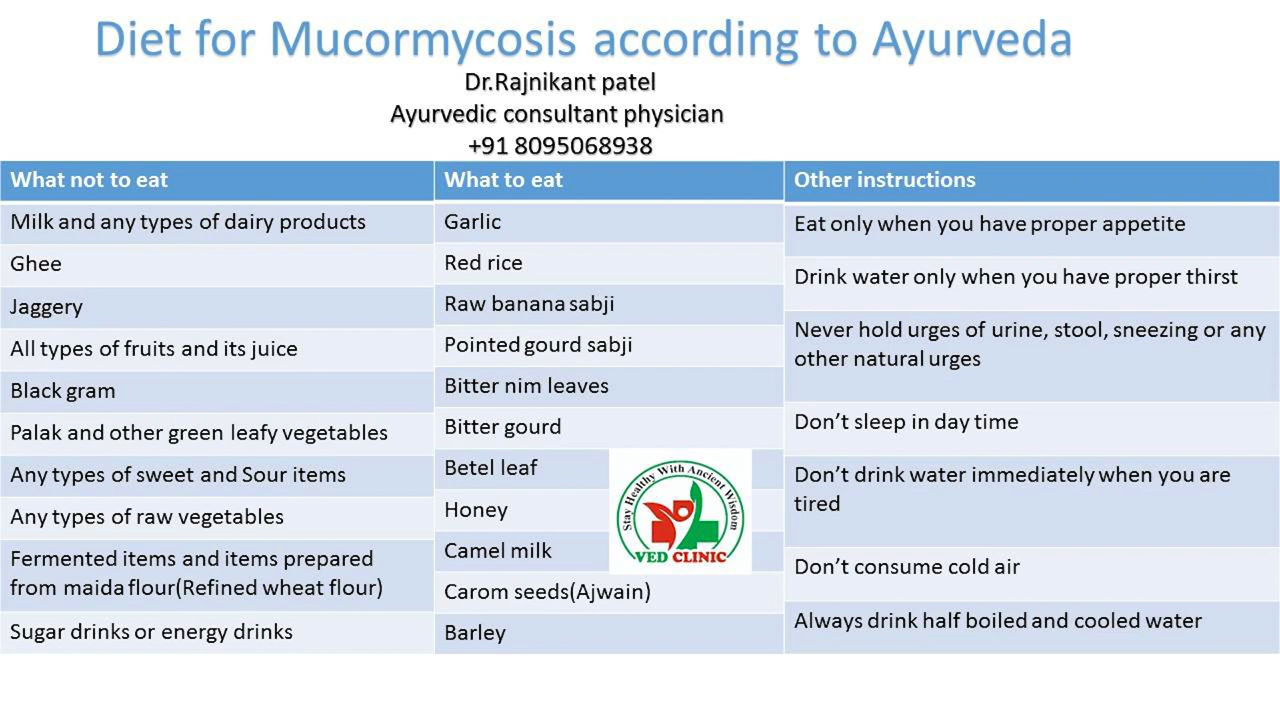 Diet for Mucormycosis according to Ayurveda
Dr.Rajnikant patel
Ayurvedic consultant physician
+91 8095068938
What not to eat
Milk and any types of dairy products
Ghee
Jaggery
All types of fruits and its juice
Black gram
Palak and other green leafy vegetables
Any types of sweet and Sour items
Any types of raw vegetables
Fermented items and items prepared
from maida flour(Refined wheat flour)
Sugar drinks or energy drinks
What to eat
Garlic
Red rice
Raw banana sabji
Pointed gourd sabji
Bitter nim leaves
Bitter gourd
Betel leaf
Honey
Camel milk
Carom seeds(Ajwain)
Barley
Stay Healthy With Ancient Wisdom
VED CLINIC
Other instructions
Eat only when you have proper appetite
Drink water only when you have proper thirst
Never hold urges of urine, stool, sneezing or any
other natural urges
Don’t sleep in day time
Don’t drink water immediately when you are
tired
Don’t consume cold air
Always drink half boiled and cooled water